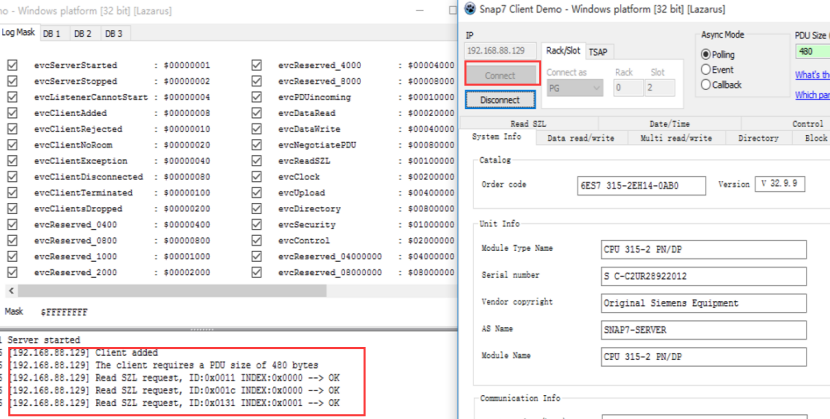 no - Windows platform [32 bit] [Lazarus]
Log Mask DB 1 DB 2 DB 3
evcServerStarted : $00000001 evcReserved_4000 : $00004000
evcServerStopped : $00000002 evcReserved_8000 : $00008000
evcListenerCannotStart : $00000004 evcPDUincoming : $00010000
evcClientAdded : $00000008 evcDataRead : $00020000
evcClientRejected : $00000010 evcDataWrite : $00040000
evcClientNoRoom : $00000020 evcNegotiatePDU : $00080000
evcClientException : $00000040 evcReadSZL : $00100000
evcClientDisconnected : $00000080 evcClock : $00200000
evcClientTerminated : $00000100 evcUpload : $00400000
evcClientsDropped : $00000200 evcDirectory : $00800000
evcReserved_0400 : $00000400 evcSecurity : $01000000
evcReserved_0800 : $00000800 evcControl : $02000000
evcReserved_1000 : $00001000 evcReserved_04000000 : $04000000
evcReserved_2000 : $00002000 evcReserved_08000000 : $08000000
Mask $FFFFFFFF
Server started
[192.168.88.129] Client added
[192.168.88.129] The client requires a PDU size of 480 bytes
[192.168.88.129] Read SZL request, ID:0x0011 INDEX:0x0000 --> OK
[192.168.88.129] Read SZL request, ID:0x001c INDEX:0x0000 --> OK
[192.168.88.129] Read SZL request, ID:0x0131 INDEX:0x0001 --> OK
Snap7 Client Demo - Windows platform [32 bit] [Lazarus]
IP
192.168.88.129
Connect
Disconnect
Rack/Slot TSAP
Connect as Rack Slot
PG 0 2
Async Mode
Polling
Event
Callback
PDU Size
480
What's th
Which par
Read SZL Date/Time Control
System Info Data read/write Multi read/write Directory Block
Catalog
Order code 6ES7 315-2EH14-0AB0 Version V 32.9.9
Unit Info
Module Type Name CPU 315-2 PN/DP
Serial number S C-C2UR28922012
Vendor copyright Original Siemens Equipment
AS Name SNAP7-SERVER
Module Name CPU 315-2 PN/DP
Communication Info